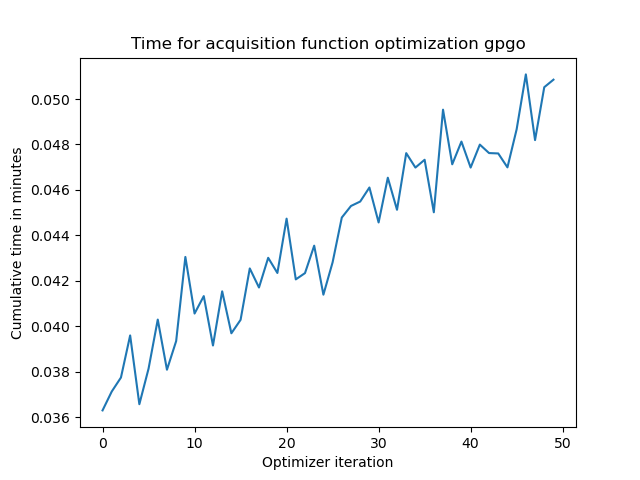 Time for acquisition function optimization gpgo
Cumulative time in minutes
0.050
0.048
0.046
0.044
0.042
0.040
0.038
0.036
0 10 20 30 40 50
Optimizer iteration